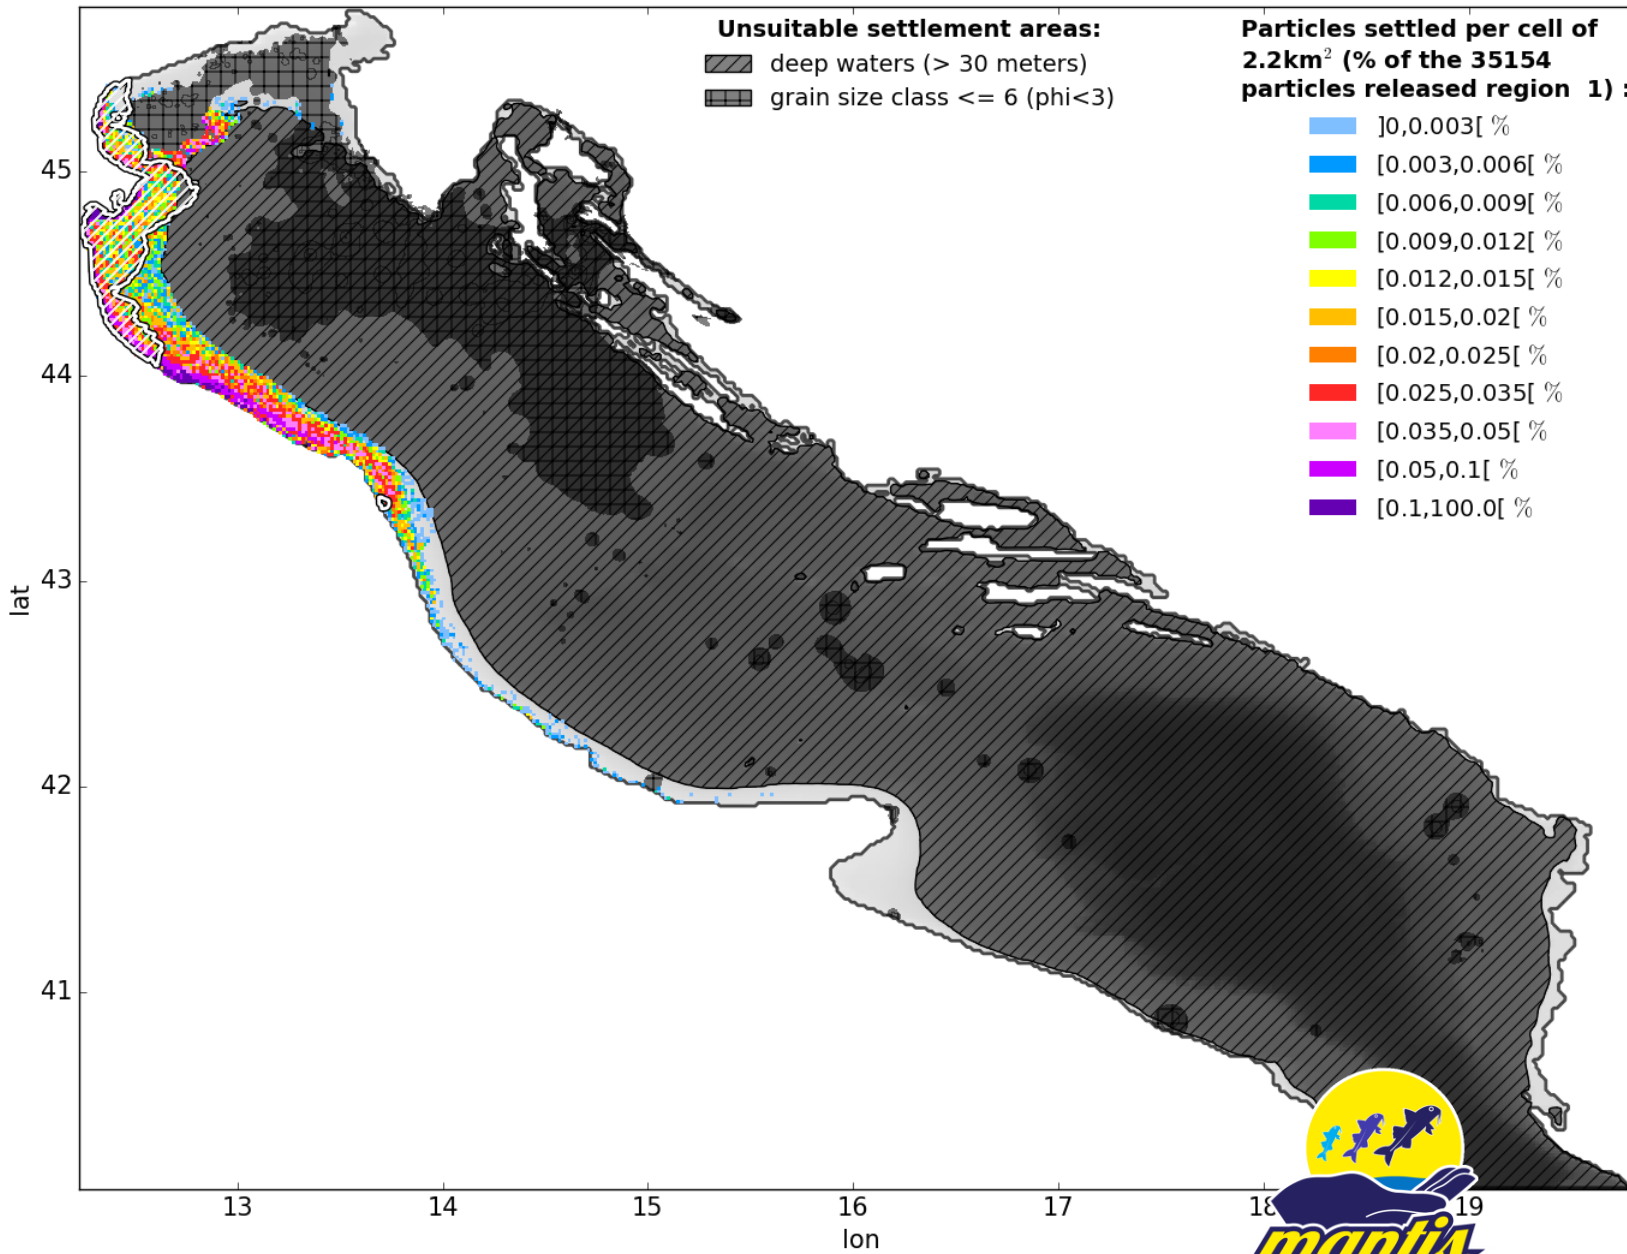 Unsuitable settlement areas:
deep waters (> 30 meters)
grain size class <= 6 (phi<3)
Particles settled per cell of
2.2km² (% of the 35154
particles released region 1) :
]0,0.003[ %
[0.003,0.006[ %
[0.006,0.009[ %
[0.009,0.012[ %
[0.012,0.015[ %
[0.015,0.02[ %
[0.02,0.025[ %
[0.025,0.035[ %
[0.035,0.05[ %
[0.05,0.1[ %
[0.1,100.0[ %
45
44
43
42
41
lat
13
14
15
16
17
18
19
lon
mantis